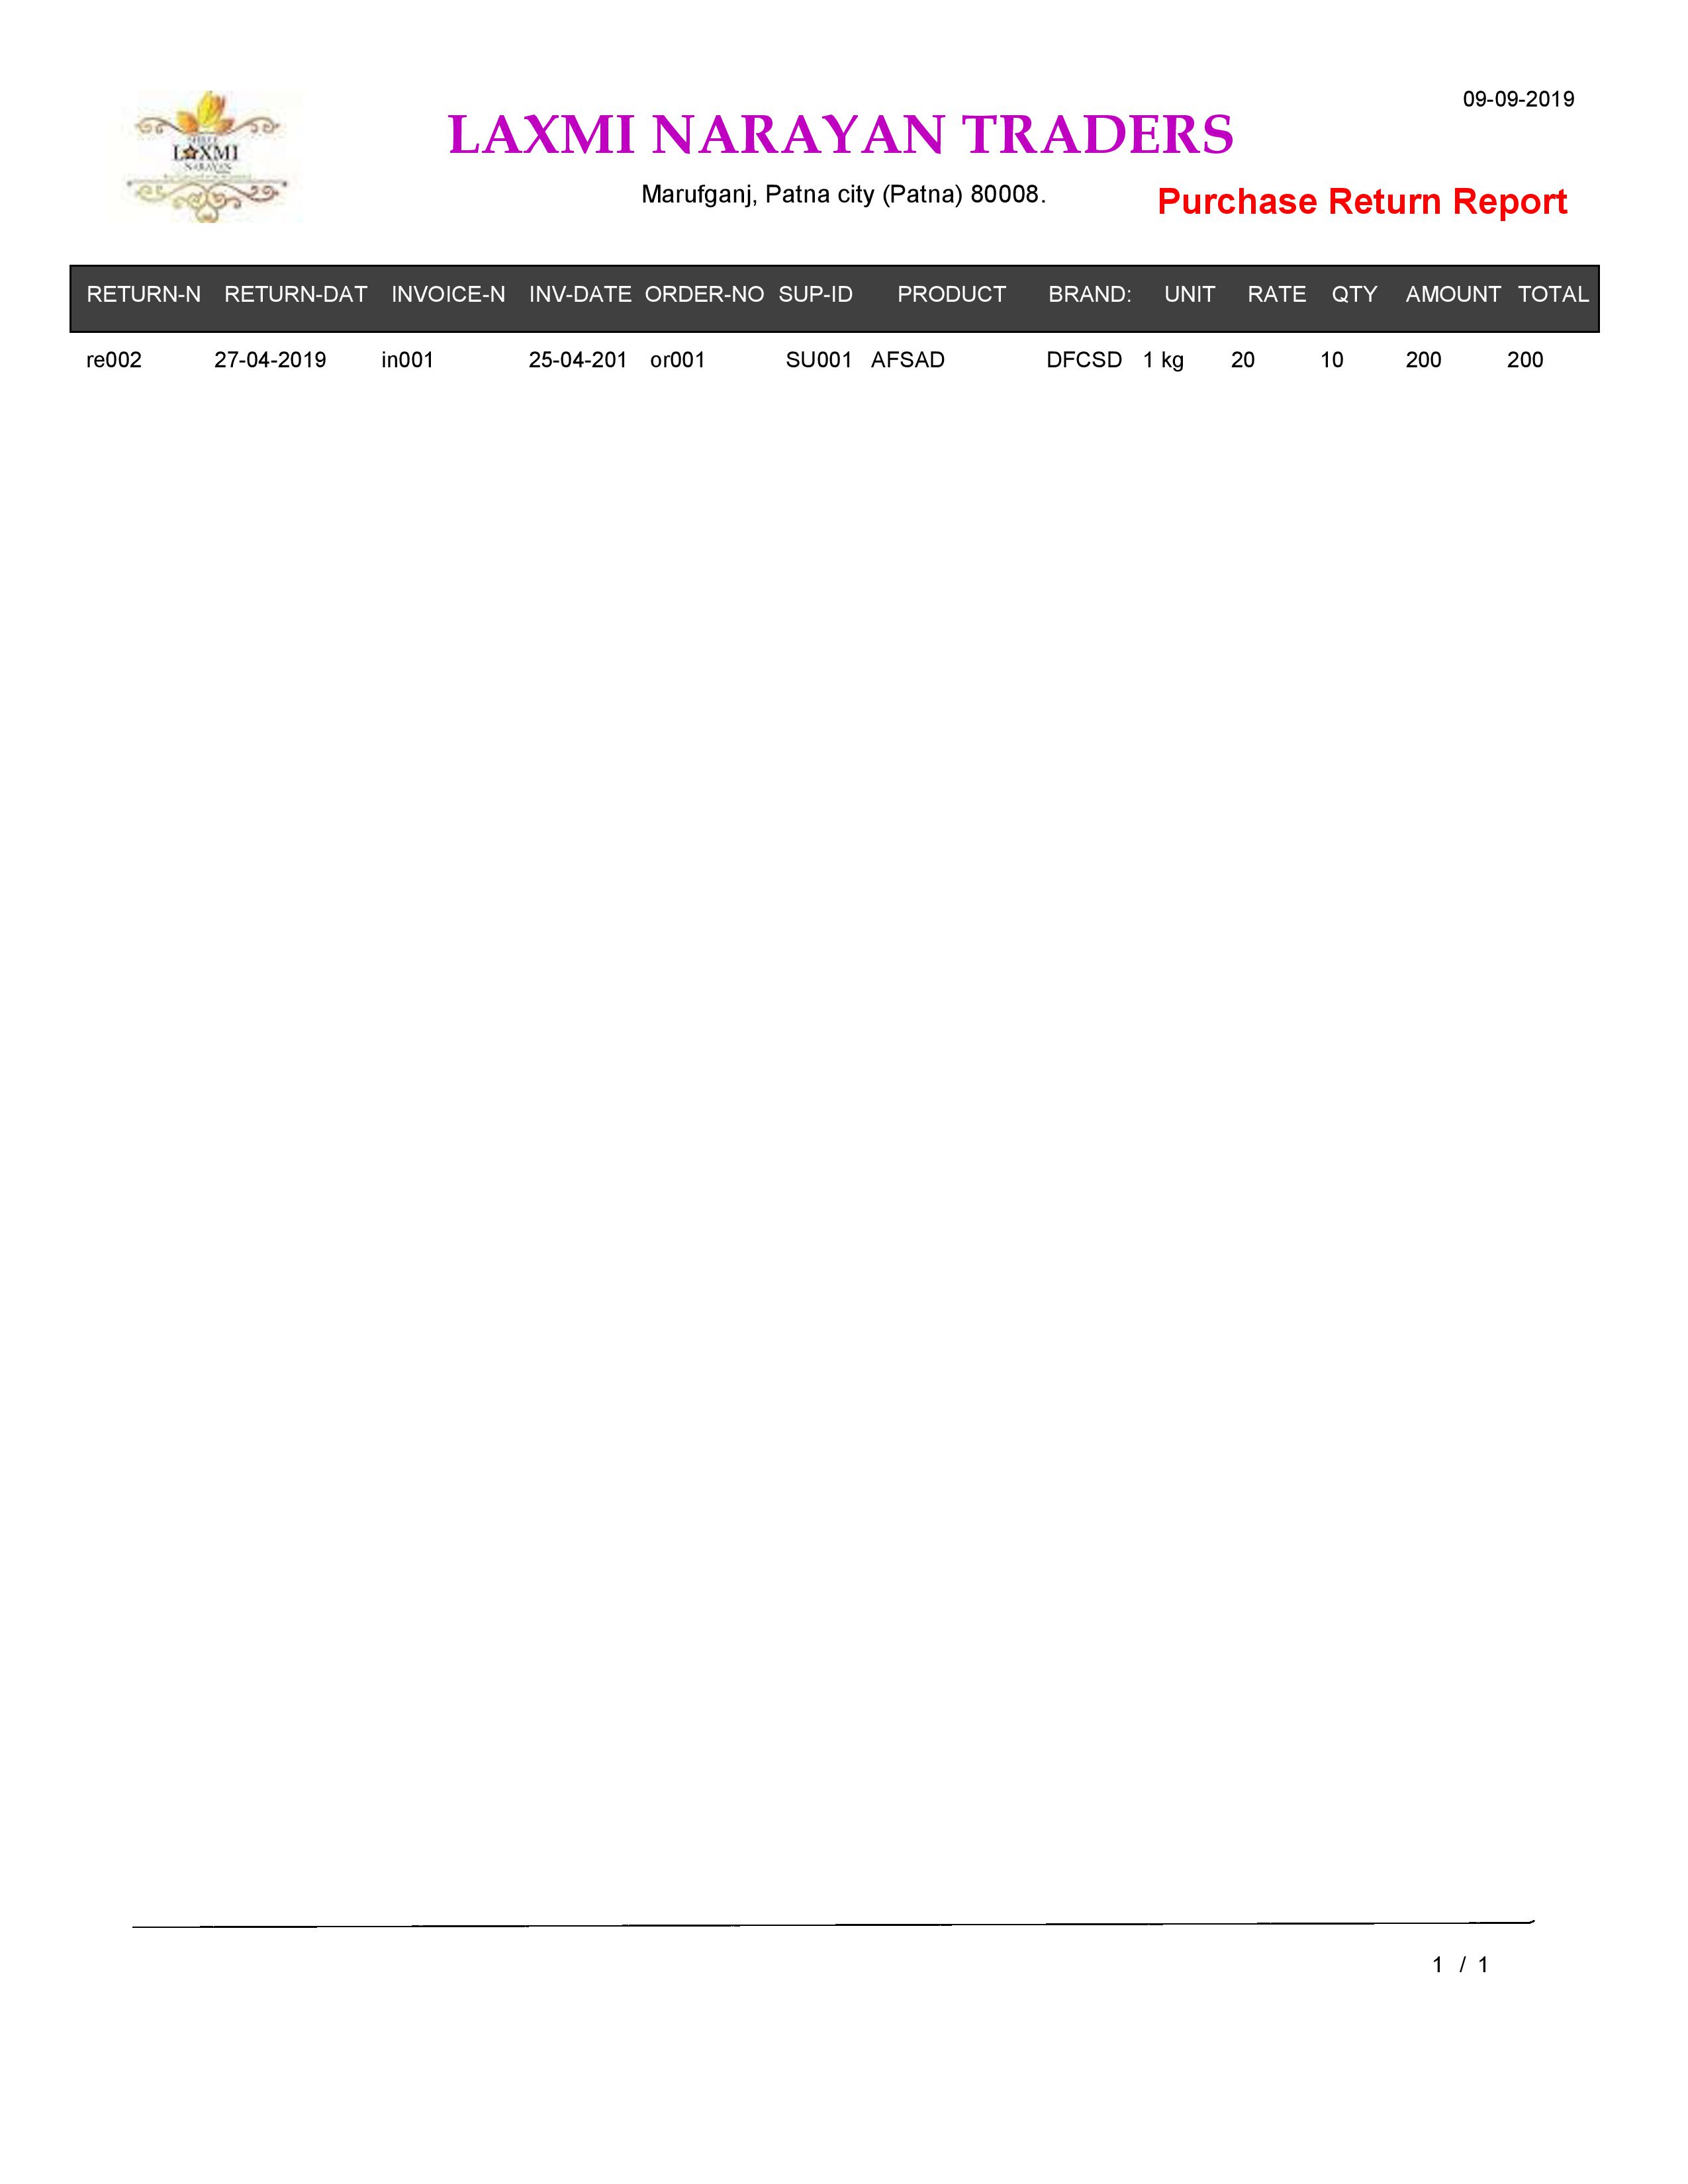 09-09-2019
SHREE
LAXMI
NARAYAN
LAXMI NARAYAN TRADERS
Marufganj, Patna city (Patna) 80008.
Purchase Return Report
RETURN-N RETURN-DAT INVOICE-N INV-DATE ORDER-NO SUP-ID PRODUCT BRAND: UNIT RATE QTY AMOUNT TOTAL
re002 27-04-2019 in001 25-04-201 or001 SU001 AFSAD DFCSD 1 kg 20 10 200 200
1 / 1